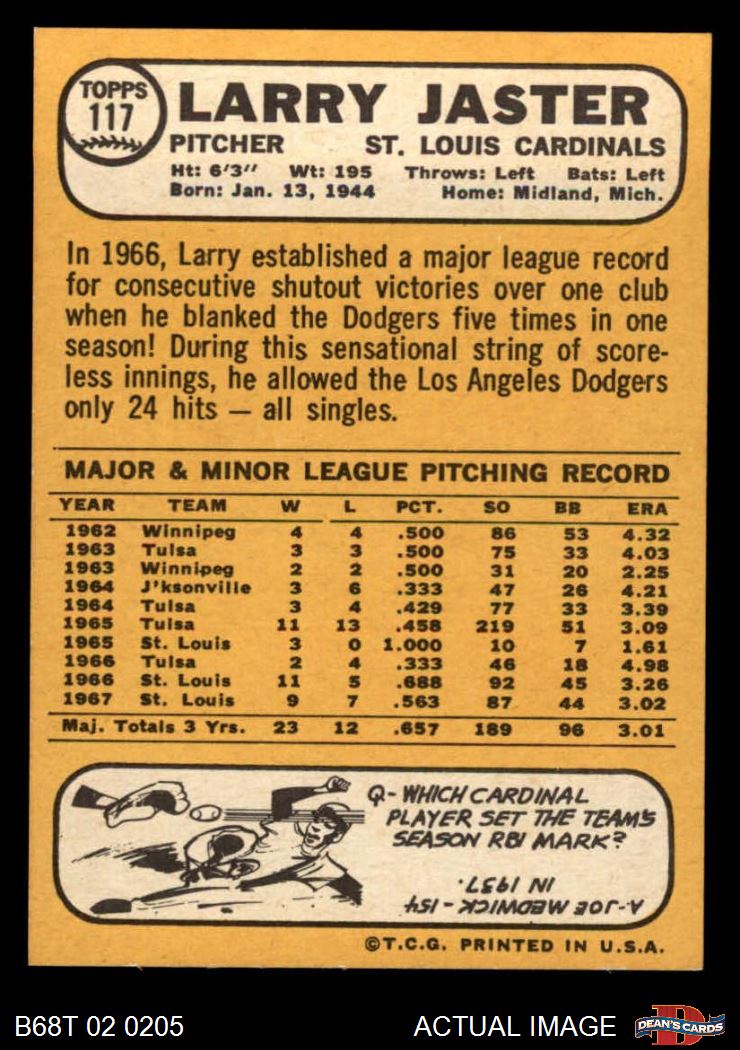 TOPPS
117
LARRY JASTER
PITCHER ST. LOUIS CARDINALS
Ht: 6'3" Wt: 195 Throws: Left Bats: Left
Born: Jan. 13, 1944 Home: Midland, Mich.
In 1966, Larry established a major league record
for consecutive shutout victories over one club
when he blanked the Dodgers five times in one
season! During this sensational string of score-
less innings, he allowed the Los Angeles Dodgers
only 24 hits — all singles.
MAJOR & MINOR LEAGUE PITCHING RECORD
YEAR TEAM W L PCT. SO BB ERA
1962 Winnipeg 4 4 .500 86 53 4.32
1963 Tulsa 3 3 .500 75 33 4.03
1963 Winnipeg 2 2 .500 31 20 2.25
1964 J'ksonville 3 6 .333 47 26 4.21
1964 Tulsa 3 4 .429 77 33 3.39
1965 Tulsa 11 13 .458 219 51 3.09
1965 St. Louis 3 0 1.000 10 7 1.61
1966 Tulsa 2 4 .333 46 18 4.98
1966 St. Louis 11 5 .688 92 45 3.26
1967 St. Louis 9 7 .563 87 44 3.02
Maj. Totals 3 Yrs. 23 12 .657 189 96 3.01
Q- WHICH CARDINAL
PLAYER SET THE TEAM'S
SEASON RBI MARK?
A-JOE MEDWICK - 154
IN 1937.
©T.C.G. PRINTED IN U.S.A.
B68T 02 0205 ACTUAL IMAGE
D
DEAN'S CARDS